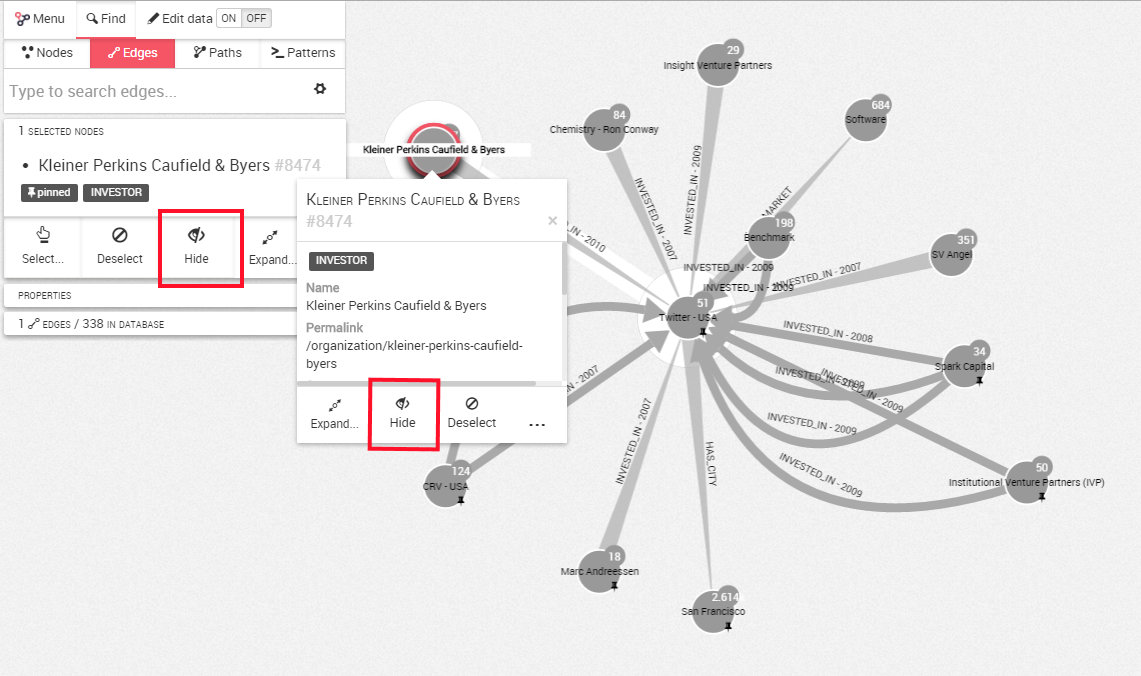 Menu
Find
Edit data
ON
OFF
Nodes
Edges
Paths
Patterns
Type to search edges...
1 SELECTED NODES
Kleiner Perkins Caufield & Byers #8474
pinned
INVESTOR
Select...
Deselect
Hide
Expand...
PROPERTIES
1 EDGES / 338 IN DATABASE
Kleiner Perkins Caufield & Byers
KLEINER PERKINS CAUFIELD & BYERS
#8474
×
INVESTOR
Name
Kleiner Perkins Caufield & Byers
Permalink
/organization/kleiner-perkins-caufield-
byers
Expand...
Hide
Deselect
...
29
Insight Venture Partners
84
Chemistry - Ron Conway
684
Software
INVESTED_IN - 2009
INVESTED_IN - 2007
MARKET
198
Benchmark
351
SV Angel
_IN - 2010
INVESTED_IN - 2009
INVESTED_IN - 2007
INVESTED_IN - 2009
51
Twitter - USA
INVESTED_IN - 2008
34
Spark Capital
INVESTED_IN - 2009
INVESTED_IN - 2009
_IN - 2007
INVESTED_IN - 2007
INVESTED_IN - 2009
HAS_CITY
INVESTED_IN - 2009
124
CRV - USA
50
Institutional Venture Partners (IVP)
18
Marc Andreessen
2.614
San Francisco